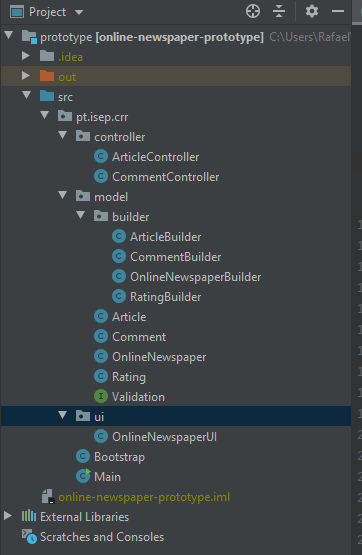 Project
prototype [online-newspaper-prototype] C:\Users\Rafael
.idea
out
src
pt.isep.crr
controller
C ArticleController
C CommentController
model
builder
C ArticleBuilder
C CommentBuilder
C OnlineNewspaperBuilder
C RatingBuilder
C Article
C Comment
C OnlineNewspaper
C Rating
I Validation
ui
C OnlineNewspaperUI
C Bootstrap
C Main
online-newspaper-prototype.iml
External Libraries
Scratches and Consoles